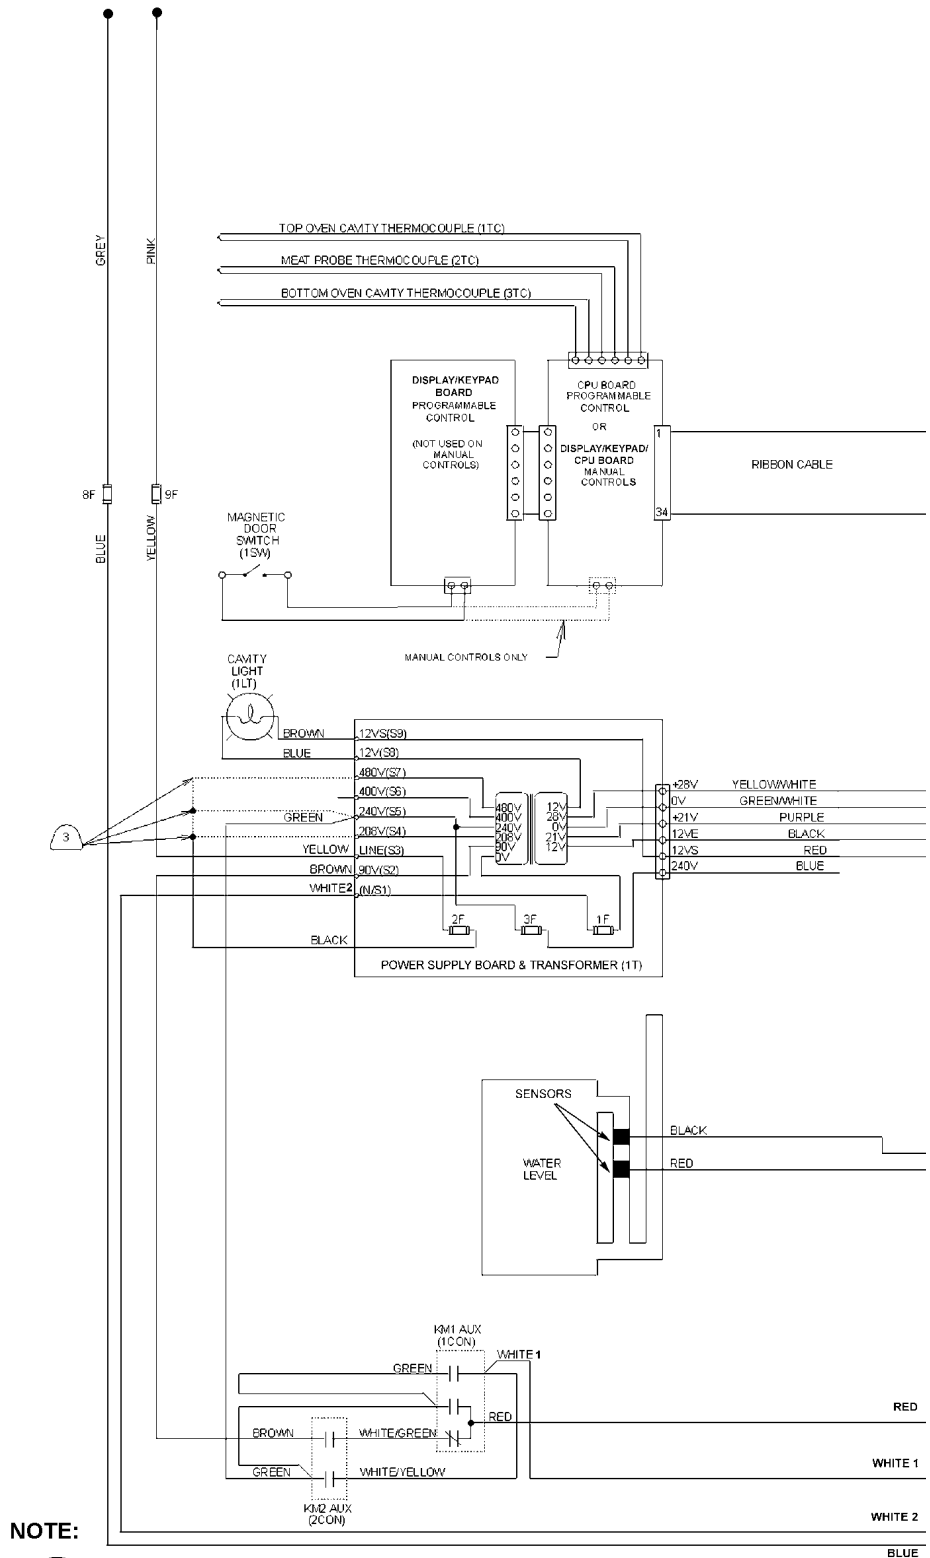 GREY
PINK
TOP OVEN CAVITY THERMOCOUPLE (1TC)
MEAT PROBE THERMOCOUPLE (2TC)
BOTTOM OVEN CAVITY THERMOCOUPLE (3TC)
DISPLAY/KEYPAD
BOARD
PROGRAMMABLE
CONTROL
(NOT USED ON
MANUAL
CONTROLS)
CPU BOARD
PROGRAMMABLE
CONTROL
OR
DISPLAY/KEYPAD/
CPU BOARD
MANUAL
CONTROLS
1
34
RIBBON CABLE
8F
9F
BLUE
YELLOW
MAGNETIC
DOOR
SWITCH
(1SW)
MANUAL CONTROLS ONLY
CAVITY
LIGHT
(1LT)
BROWN
BLUE
GREEN
YELLOW
BROWN
WHITE2
BLACK
3
12VS(S9)
12V(S8)
480V(S7)
400V(S6)
240V(S5)
208V(S4)
LINE(S3)
90V(S2)
(N/S1)
480V
400V
240V
208V
90V
0V
12V
28V
0V
21V
12V
2F
3F
1F
POWER SUPPLY BOARD & TRANSFORMER (1T)
+28V YELLOW/WHITE
0V GREEN/WHITE
+21V PURPLE
12VE BLACK
12VS RED
240V BLUE
SENSORS
WATER
LEVEL
BLACK
RED
KM1 AUX
(1CON)
WHITE 1
GREEN
RED
RED
BROWN
WHITE/GREEN
GREEN
WHITE/YELLOW
WHITE 1
KM2 AUX
(2CON)
WHITE 2
NOTE:
BLUE